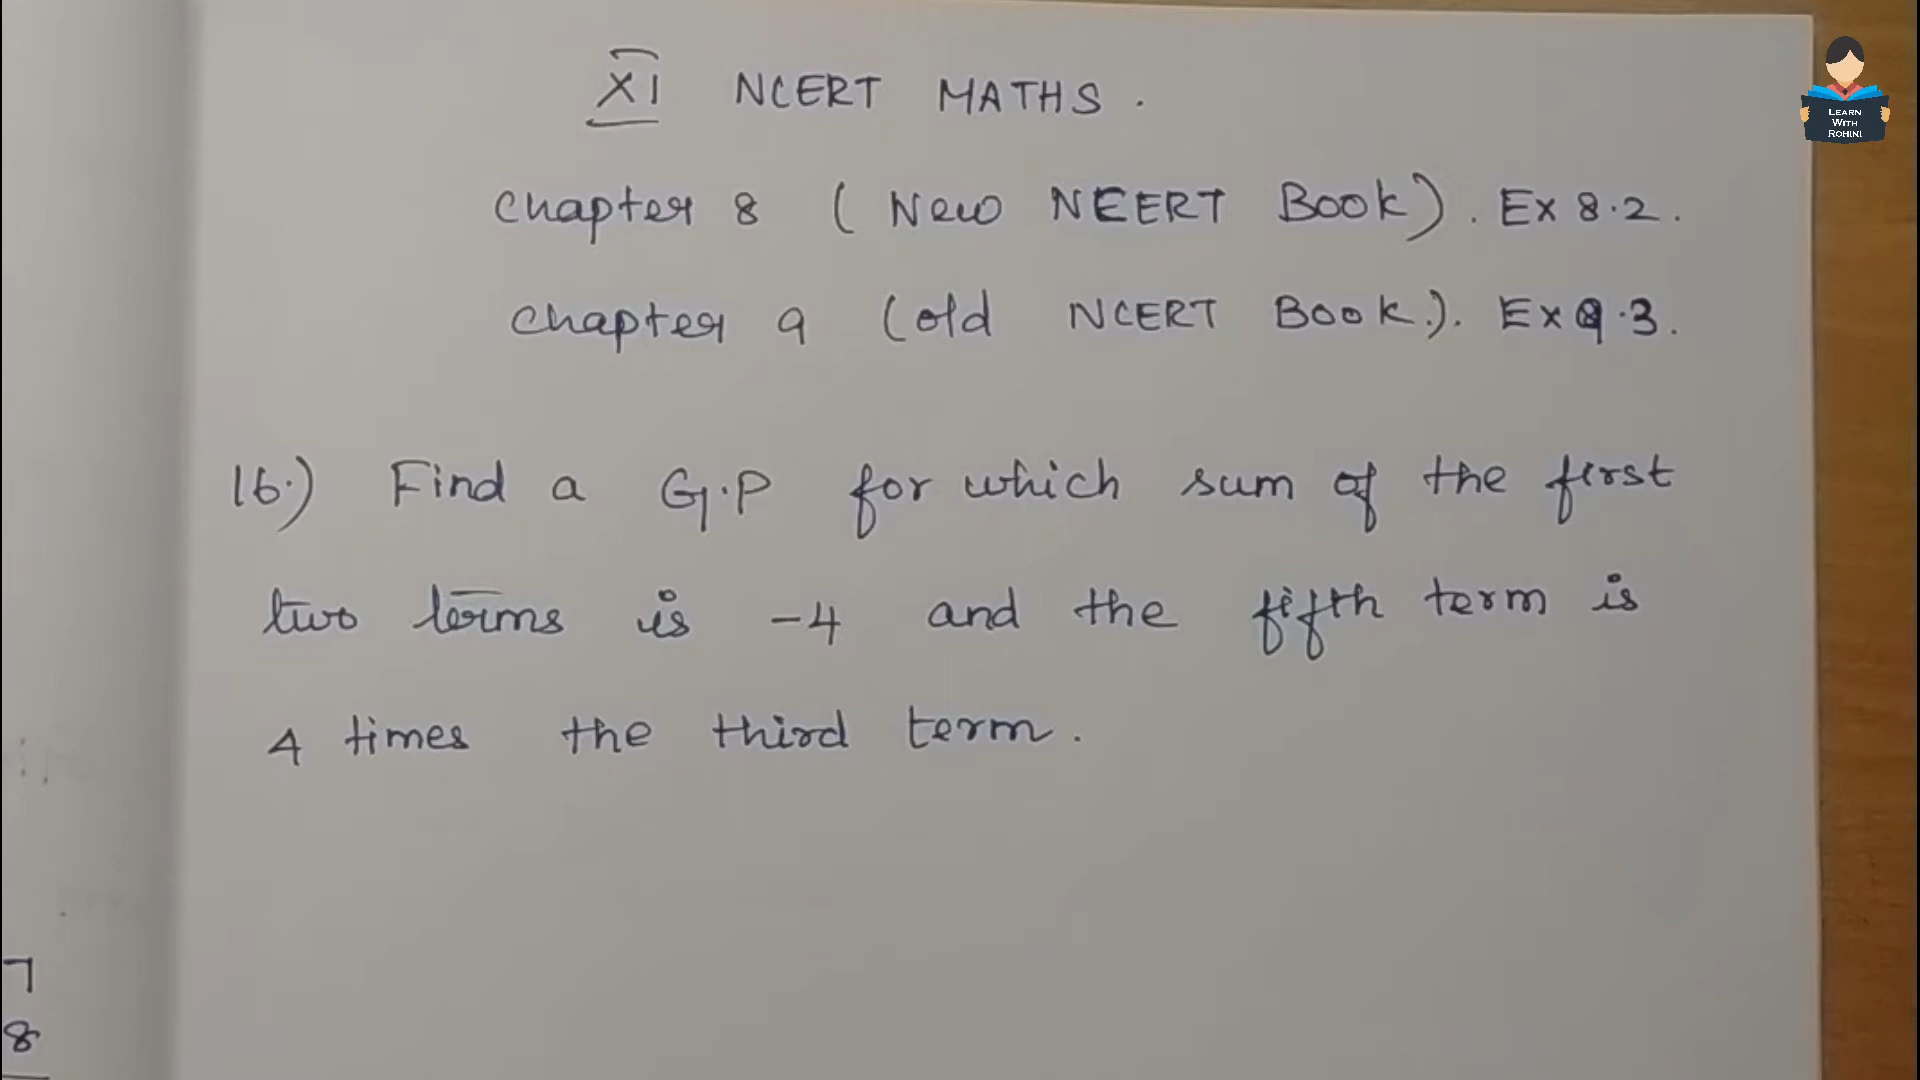 XI NCERT MATHS.
Chapter 8 (New NCERT Book). Ex 8.2.
Chapter 9 (old NCERT Book.). Ex 9.3.
16.) Find a G.P for which sum of the first
two terms is -4 and the fifth term is
4 times the third term.
7
8
LEARN
WITH
ROHINI